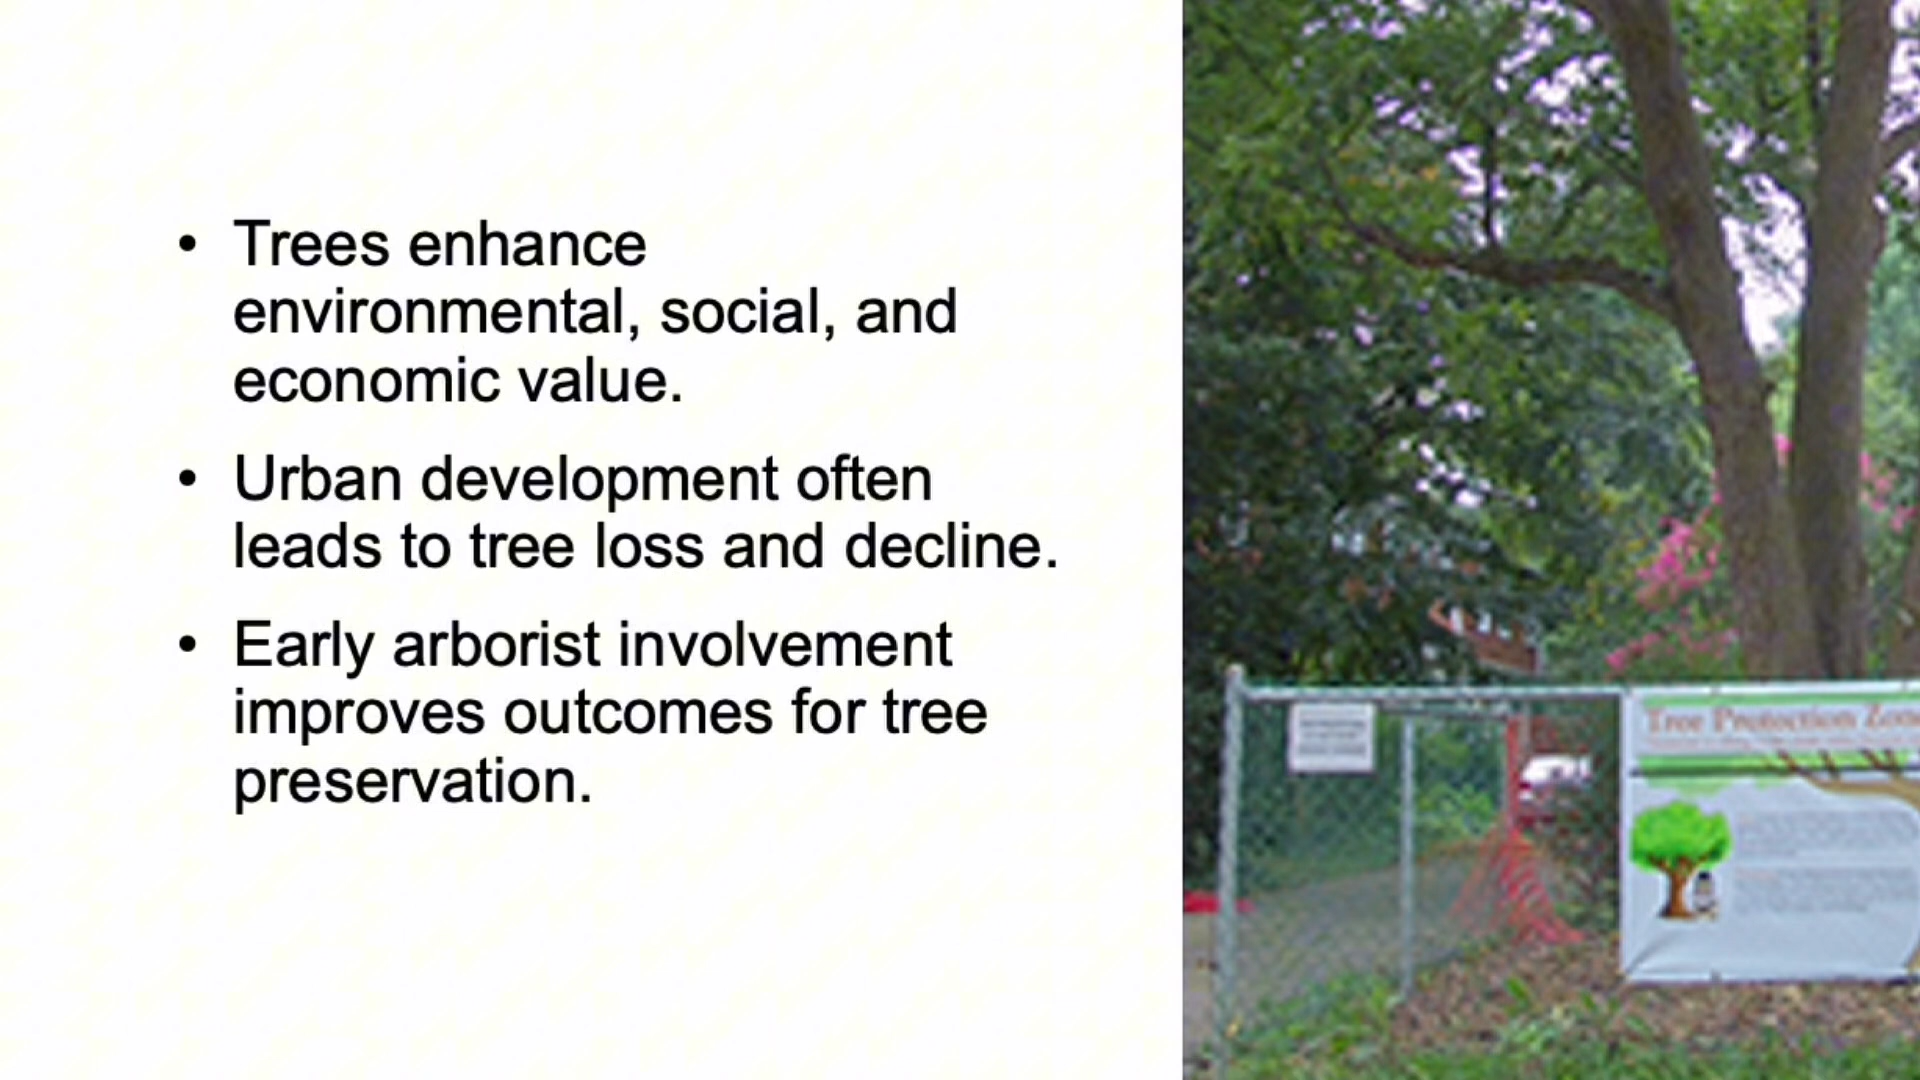 • Trees enhance
environmental, social, and
economic value.
• Urban development often
leads to tree loss and decline.
• Early arborist involvement
improves outcomes for tree
preservation.
Tree Protection Zone